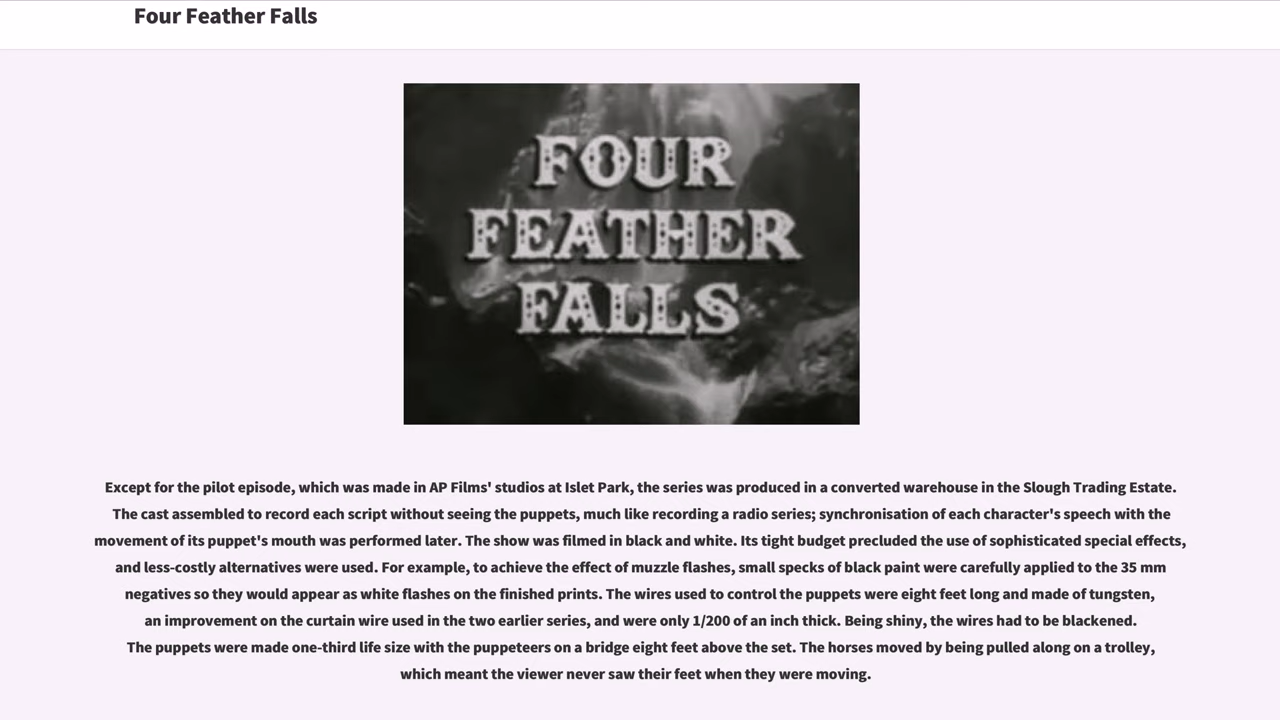 Four Feather Falls
FOUR
FEATHER
FALLS
Except for the pilot episode, which was made in AP Films' studios at Islet Park, the series was produced in a converted warehouse in the Slough Trading Estate.
The cast assembled to record each script without seeing the puppets, much like recording a radio series; synchronisation of each character's speech with the
movement of its puppet's mouth was performed later. The show was filmed in black and white. Its tight budget precluded the use of sophisticated special effects,
and less-costly alternatives were used. For example, to achieve the effect of muzzle flashes, small specks of black paint were carefully applied to the 35 mm
negatives so they would appear as white flashes on the finished prints. The wires used to control the puppets were eight feet long and made of tungsten,
an improvement on the curtain wire used in the two earlier series, and were only 1/200 of an inch thick. Being shiny, the wires had to be blackened.
The puppets were made one-third life size with the puppeteers on a bridge eight feet above the set. The horses moved by being pulled along on a trolley,
which meant the viewer never saw their feet when they were moving.